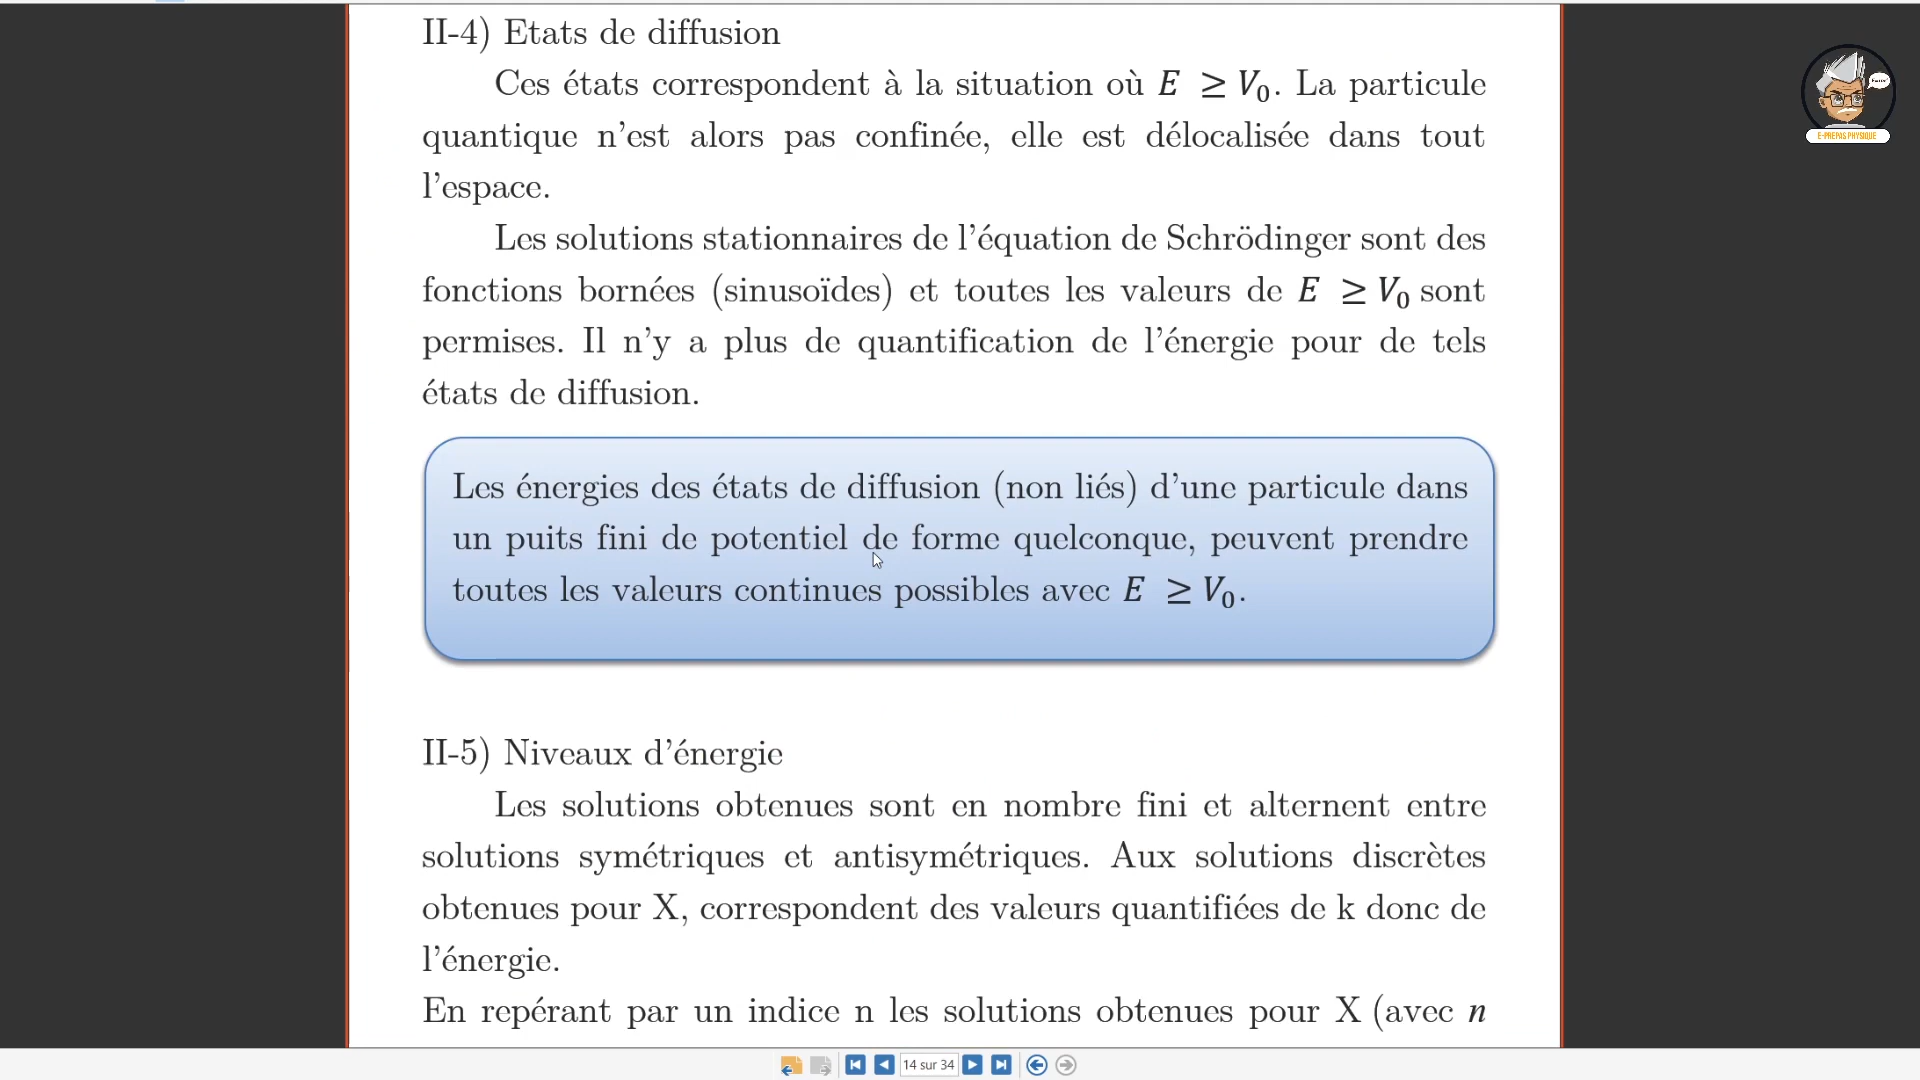 II-4) Etats de diffusion
Ces états correspondent à la situation où E ≥ V₀. La particule
quantique n'est alors pas confinée, elle est délocalisée dans tout
l'espace.
Les solutions stationnaires de l'équation de Schrödinger sont des
fonctions bornées (sinusoïdes) et toutes les valeurs de E ≥ V₀ sont
permises. Il n'y a plus de quantification de l'énergie pour de tels
états de diffusion.
Les énergies des états de diffusion (non liés) d'une particule dans
un puits fini de potentiel de forme quelconque, peuvent prendre
toutes les valeurs continues possibles avec E ≥ V₀.
II-5) Niveaux d'énergie
Les solutions obtenues sont en nombre fini et alternent entre
solutions symétriques et antisymétriques. Aux solutions discrètes
obtenues pour X, correspondent des valeurs quantifiées de k donc de
l'énergie.
En repérant par un indice n les solutions obtenues pour X (avec n
14 sur 34
E-PREPAS PHYSIQUE